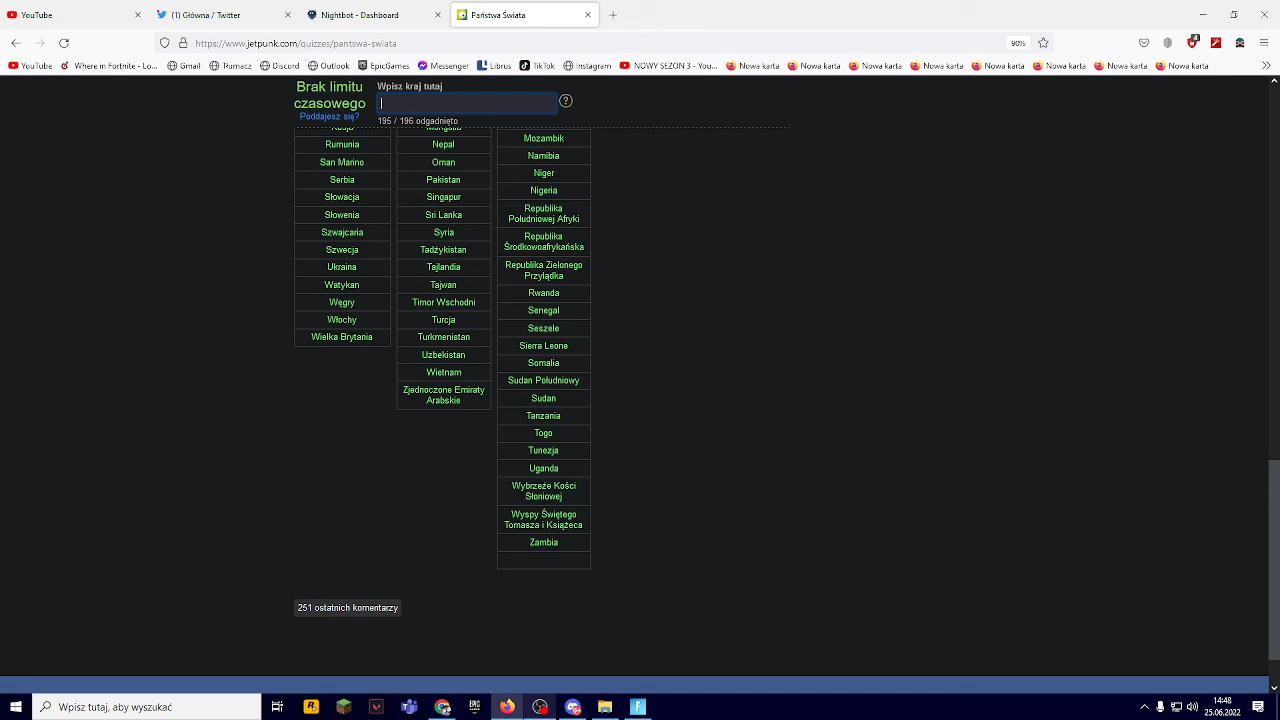 YouTube
(1) Główna / Twitter
Nightbot - Dashboard
Państwa Świata
https://www.jetpunk.com/quizzes/pantswa-swiata
90%
YouTube
Where in Fortnite - Lo...
Gmail
Tłumacz
Discord
Outlook
EpicGames
Messenger
Librus
TikTok
Instagram
NOWY SEZON 3 - YOU...
Nowa karta
Nowa karta
Nowa karta
Nowa karta
Nowa karta
Nowa karta
Nowa karta
Nowa karta
Brak limitu
czasowego
Poddajesz się?
Wpisz kraj tutaj
?
195 / 196 odgadnięto
Rosja
Rumunia
San Marino
Serbia
Słowacja
Słowenia
Szwajcaria
Szwecja
Ukraina
Watykan
Węgry
Włochy
Wielka Brytania
Mongolia
Nepal
Oman
Pakistan
Singapur
Sri Lanka
Syria
Tadżykistan
Tajlandia
Tajwan
Timor Wschodni
Turcja
Turkmenistan
Uzbekistan
Wietnam
Zjednoczone Emiraty
Arabskie
Mozambik
Namibia
Niger
Nigeria
Republika
Południowej Afryki
Republika
Środkowoafrykańska
Republika Zielonego
Przylądka
Rwanda
Senegal
Seszele
Sierra Leone
Somalia
Sudan Południowy
Sudan
Tanzania
Togo
Tunezja
Uganda
Wybrzeże Kości
Słoniowej
Wyspy Świętego
Tomasza i Książeca
Zambia
251 ostatnich komentarzy
Wpisz tutaj, aby wyszukać
14:48
25.06.2022